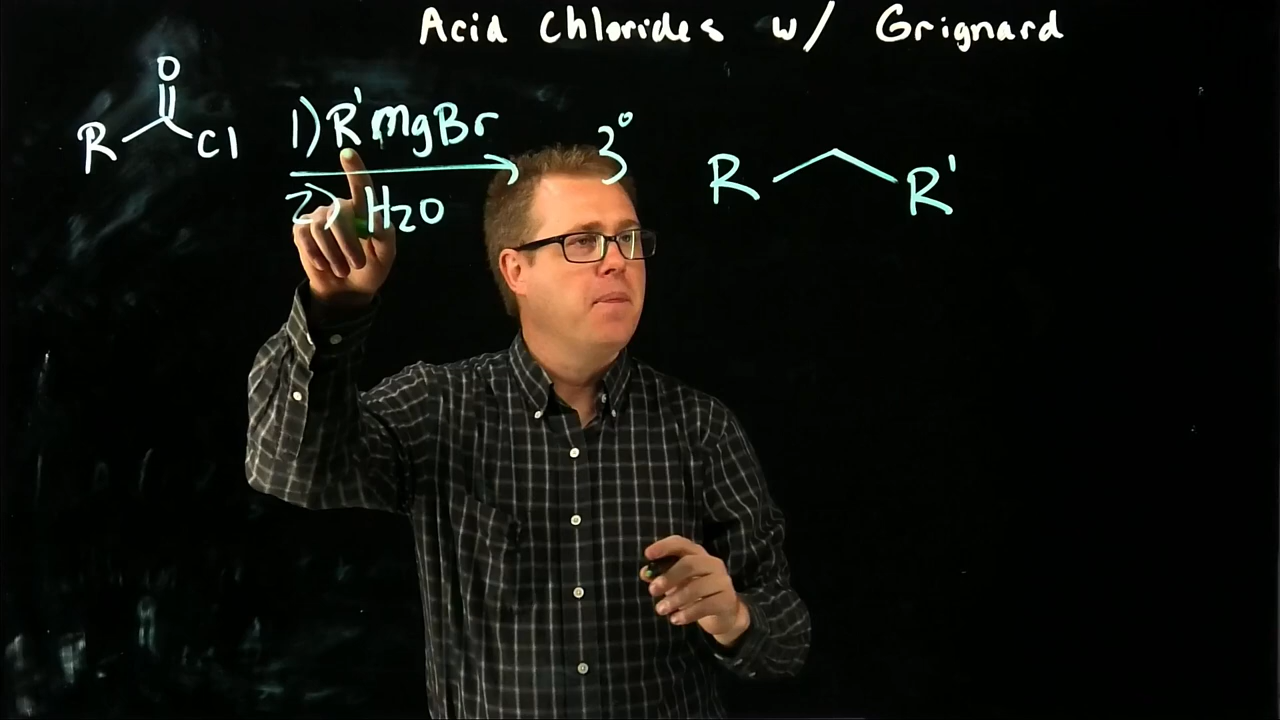 Acid Chlorides w/ Grignard
O
R Cl
1) R'MgBr
2) H2O
3°
R R'